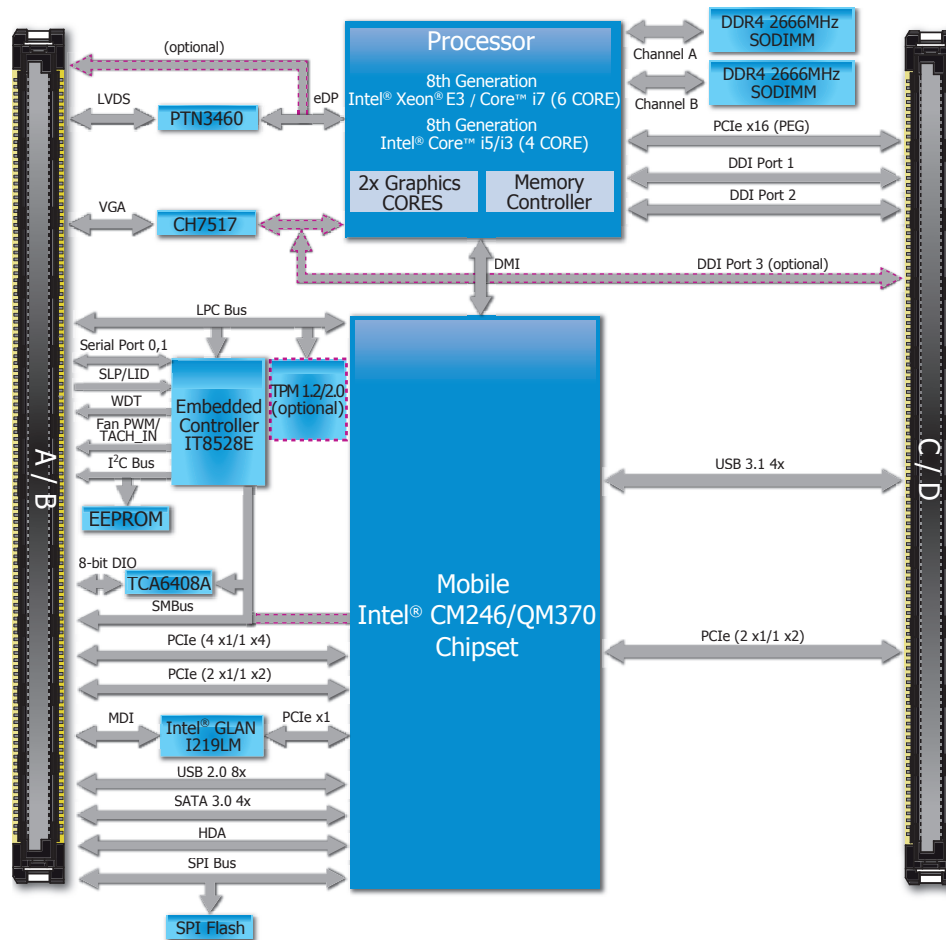 (optional)
LVDS
PTN3460
eDP
VGA
CH7517
Processor
8th Generation
Intel® Xeon® E3 / Core™ i7 (6 CORE)
8th Generation
Intel® Core™ i5/i3 (4 CORE)
2x Graphics
CORES
Memory
Controller
Channel A
DDR4 2666MHz
SODIMM
Channel B
DDR4 2666MHz
SODIMM
PCIe x16 (PEG)
DDI Port 1
DDI Port 2
DMI
DDI Port 3 (optional)
LPC Bus
Serial Port 0,1
SLP/LID
WDT
Fan PWM/
TACH_IN
I²C Bus
Embedded
Controller
IT8528E
TPM 1.2/2.0
(optional)
EEPROM
8-bit DIO
TCA6408A
SMBus
PCIe (4 x1/1 x4)
PCIe (2 x1/1 x2)
MDI
Intel® GLAN
I219LM
PCIe x1
USB 2.0 8x
SATA 3.0 4x
HDA
SPI Bus
SPI Flash
Mobile
Intel® CM246/QM370
Chipset
USB 3.1 4x
PCIe (2 x1/1 x2)
A / B
C / D